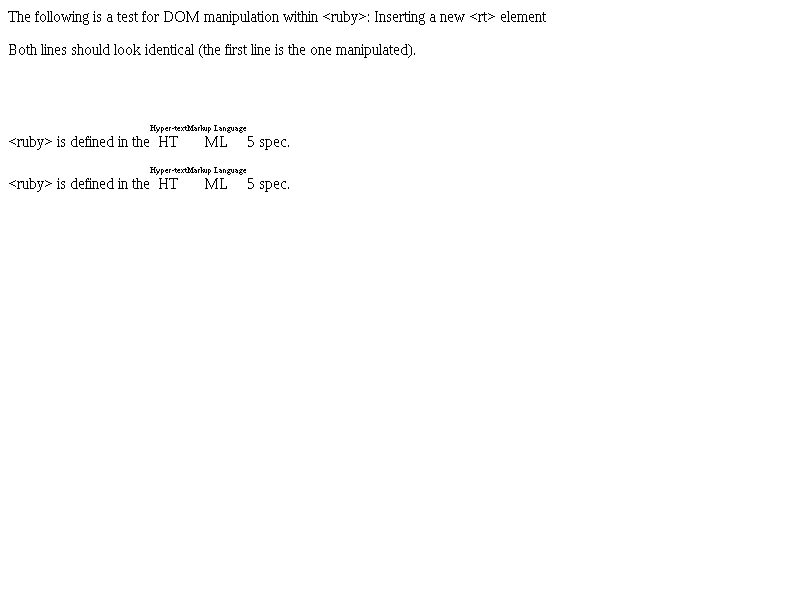 The following is a test for DOM manipulation within <ruby>: Inserting a new <rt> element
Both lines should look identical (the first line is the one manipulated).
Hyper-textMarkup Language
<ruby> is defined in the HT ML 5 spec.
Hyper-textMarkup Language
<ruby> is defined in the HT ML 5 spec.